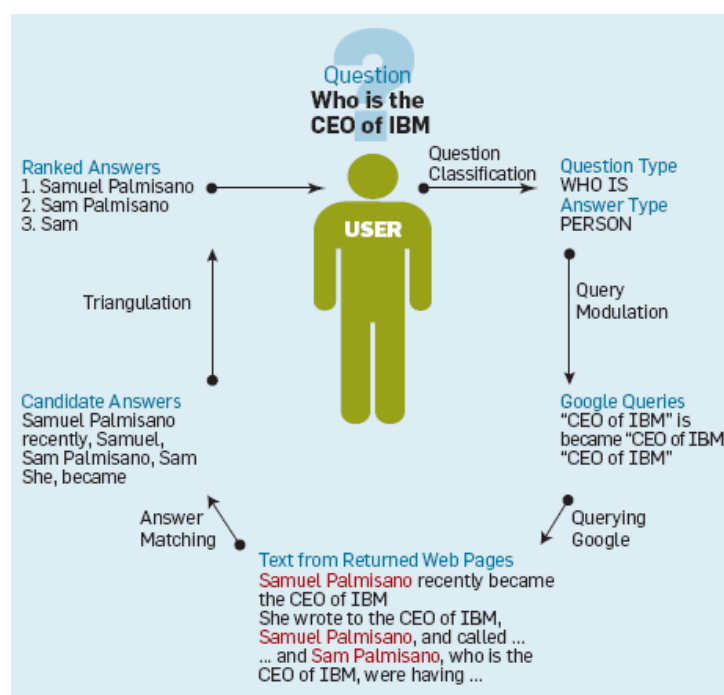 ?
Question
Who is the
CEO of IBM
USER
Question
Classification
Question Type
WHO IS
Answer Type
PERSON
Query
Modulation
Google Queries
“CEO of IBM” is
became “CEO of IBM
“CEO of IBM”
Querying
Google
Text from Returned Web Pages
Samuel Palmisano recently became
the CEO of IBM
She wrote to the CEO of IBM,
Samuel Palmisano, and called ...
... and Sam Palmisano, who is the
CEO of IBM, were having ...
Answer
Matching
Candidate Answers
Samuel Palmisano
recently, Samuel,
Sam Palmisano, Sam
She, became
Triangulation
Ranked Answers
1. Samuel Palmisano
2. Sam Palmisano
3. Sam